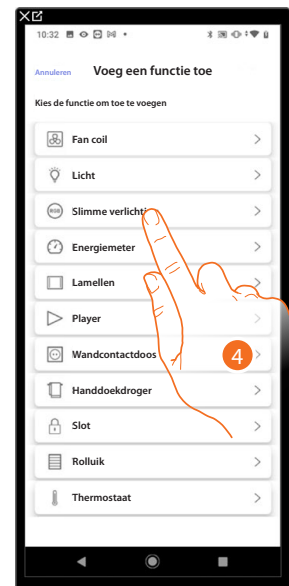 10:32
Annuleren Voeg een functie toe
Kies de functie om toe te voegen
Fan coil
Licht
RGB Slimme verlichti
Energiemeter
Lamellen
Player
Wandcontactdoos
4
Handdoekdroger
Slot
Rolluik
Thermostaat